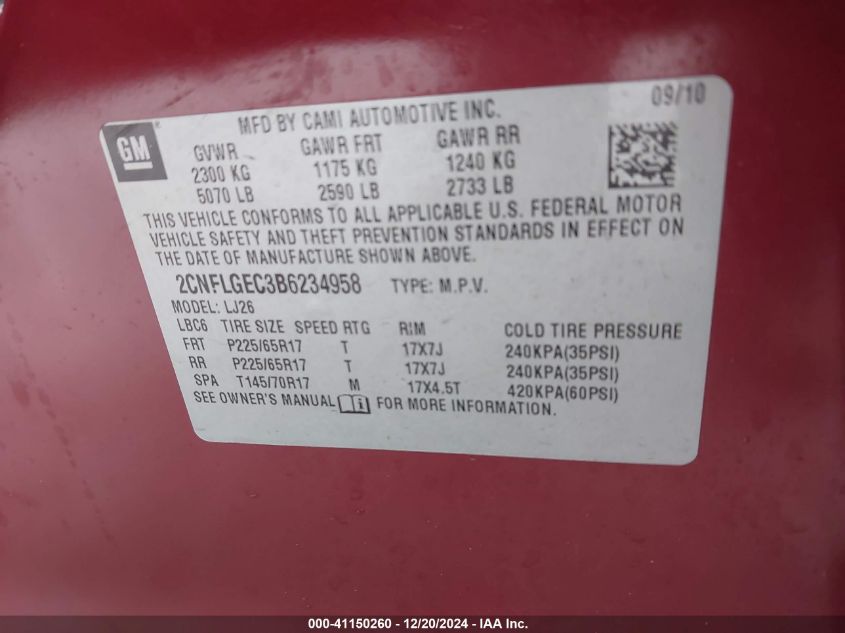 09/10
GM
®
MFD BY CAMI AUTOMOTIVE INC.
GVWR GAWR FRT GAWR RR
2300 KG 1175 KG 1240 KG
5070 LB 2590 LB 2733 LB
THIS VEHICLE CONFORMS TO ALL APPLICABLE U.S. FEDERAL MOTOR
VEHICLE SAFETY AND THEFT PREVENTION STANDARDS IN EFFECT ON
THE DATE OF MANUFACTURE SHOWN ABOVE.
2CNFLGEC3B6234958 TYPE: M.P.V.
MODEL: LJ26
LBC6 TIRE SIZE SPEED RTG RIM COLD TIRE PRESSURE
FRT P225/65R17 T 17X7J 240KPA(35PSI)
RR P225/65R17 T 17X7J 240KPA(35PSI)
SPA T145/70R17 M 17X4.5T 420KPA(60PSI)
SEE OWNER'S MANUAL i FOR MORE INFORMATION.
000-41150260 - 12/20/2024 - IAA Inc.